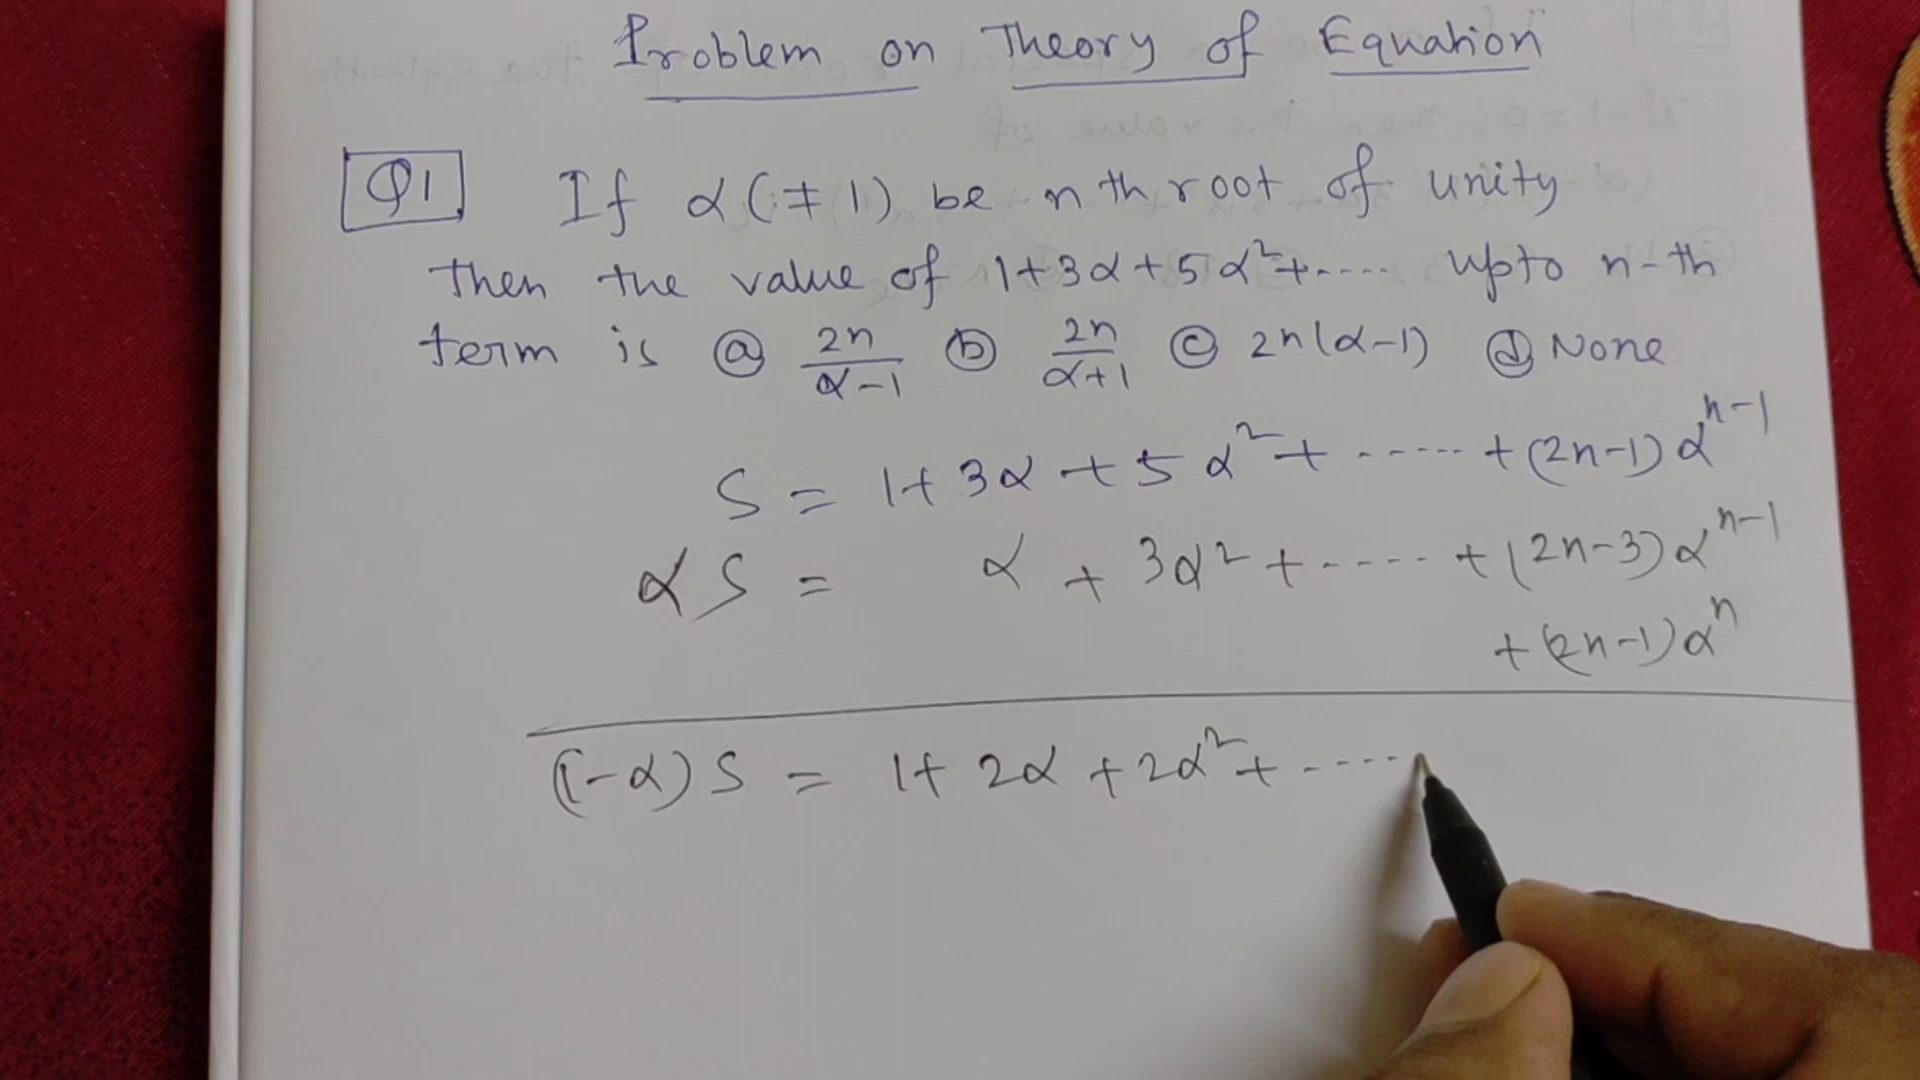 Problem on Theory of Equation
Q1 If α(≠1) be nth root of unity
then the value of 1+3α+5α²+.... upto n-th
term is ⓐ 2n/(α-1) ⓑ 2n/(α+1) ⓒ 2n(α-1) ⓓ None
S = 1+3α+5α²+.....+(2n-1)α^(n-1)
αS = α+3α²+....+(2n-3)α^(n-1)
+(2n-1)α^n
(1-α)S = 1+2α+2α²+....